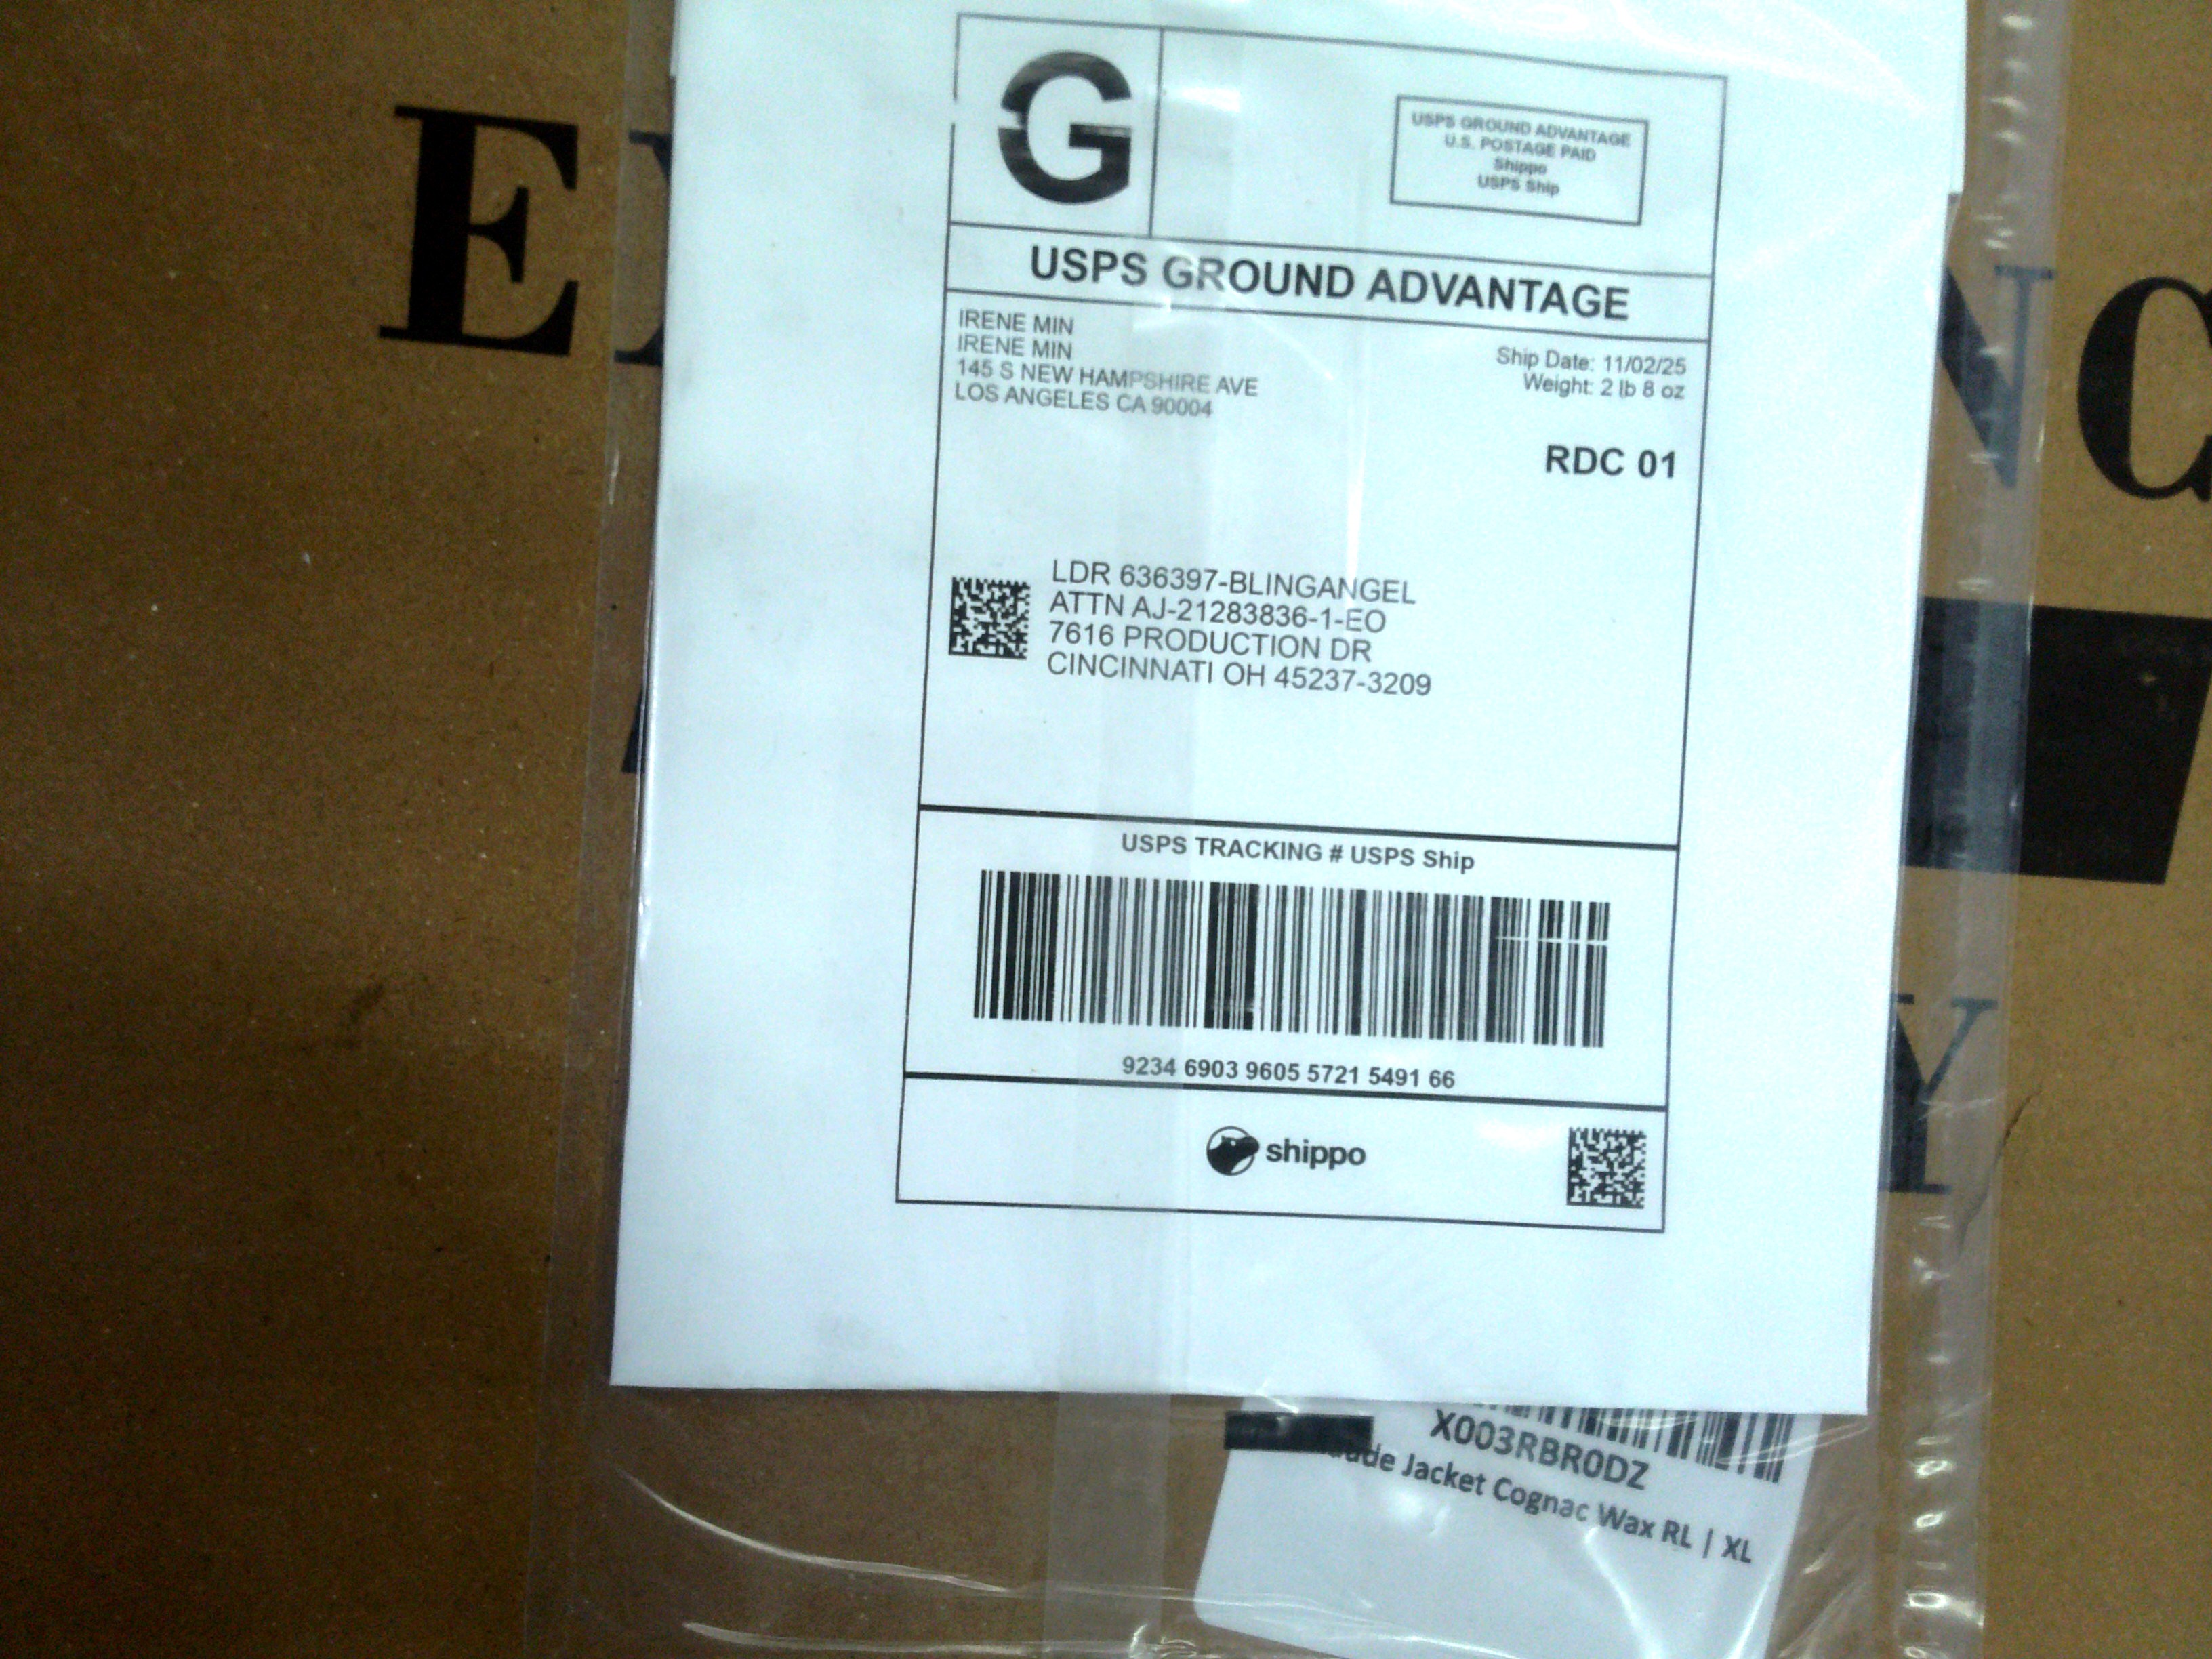 G
USPS GROUND ADVANTAGE
U.S. POSTAGE PAID
Shippo
USPS Ship
USPS GROUND ADVANTAGE
IRENE MIN
IRENE MIN
145 S NEW HAMPSHIRE AVE
LOS ANGELES CA 90004
Ship Date: 11/02/25
Weight: 2 lb 8 oz
RDC 01
LDR 636397-BLINGANGEL
ATTN AJ-21283836-1-EO
7616 PRODUCTION DR
CINCINNATI OH 45237-3209
USPS TRACKING # USPS Ship
9234 6903 9605 5721 5491 66
shippo
X003RBR0DZ
Jacket Cognac Wax RL | XL